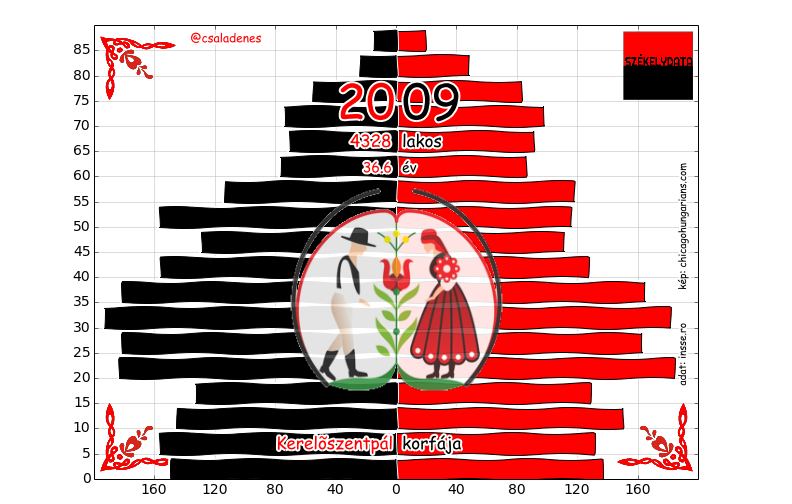 @csaladenes
SZÉKELYDATA
2009
4328 lakos
36.6 év
kép: chicagohungarians.com
adat: insse.ro
Kerelőszentpál korfája
85
80
75
70
65
60
55
50
45
40
35
30
25
20
15
10
5
0
160 120 80 40 0 40 80 120 160